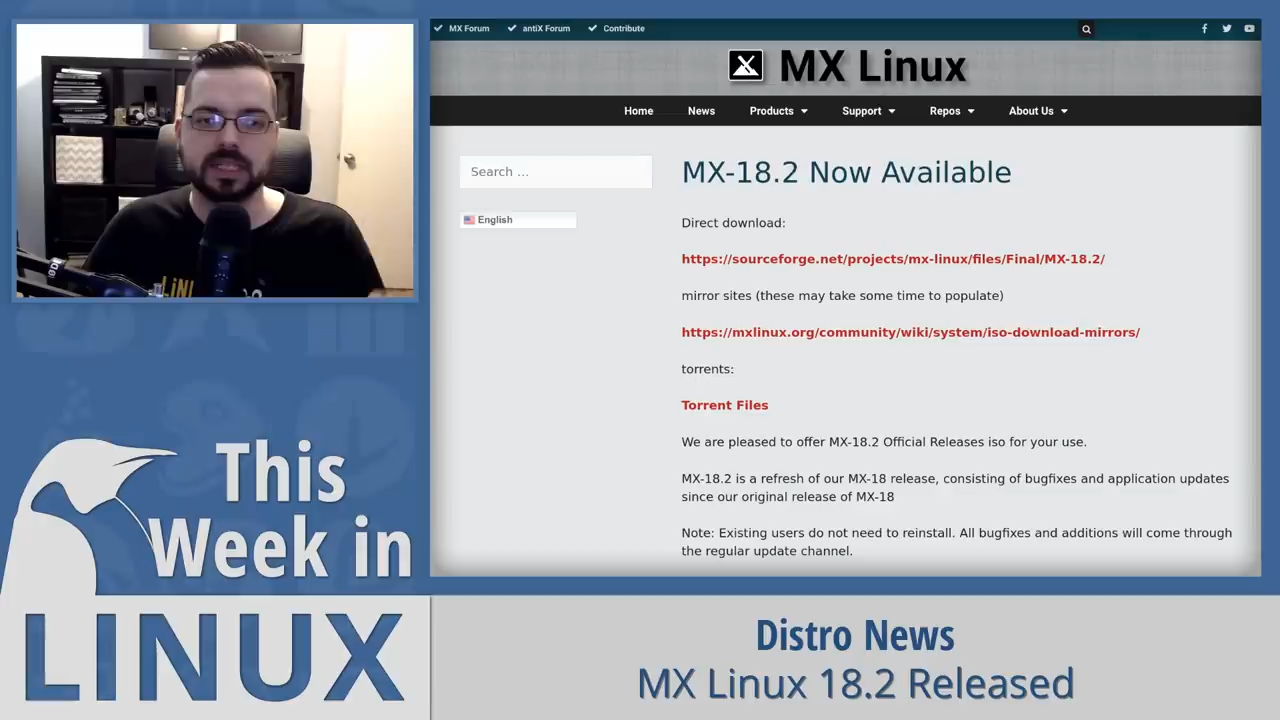 MX Forum
antiX Forum
Contribute
MX Linux
Home
News
Products
Support
Repos
About Us
Search ...
English
MX-18.2 Now Available
Direct download:
https://sourceforge.net/projects/mx-linux/files/Final/MX-18.2/
mirror sites (these may take some time to populate)
https://mxlinux.org/community/wiki/system/iso-download-mirrors/
torrents:
Torrent Files
We are pleased to offer MX-18.2 Official Releases iso for your use.
MX-18.2 is a refresh of our MX-18 release, consisting of bugfixes and application updates
since our original release of MX-18
Note: Existing users do not need to reinstall. All bugfixes and additions will come through
the regular update channel.
This
Week in
LINUX
Distro News
MX Linux 18.2 Released